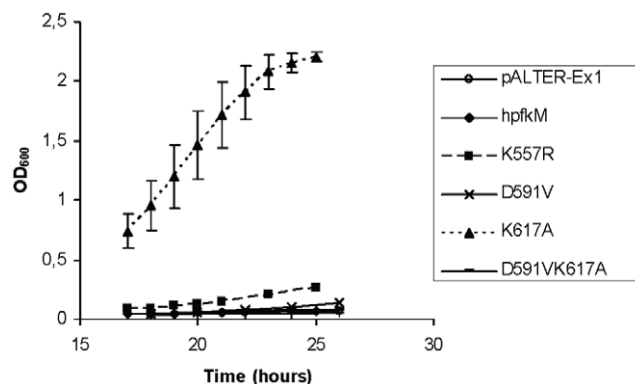 2,5
2
1,5
1
0,5
0
OD600
15
20
25
30
Time (hours)
pALTER-Ex1
hpfkM
K557R
D591V
K617A
D591VK617A